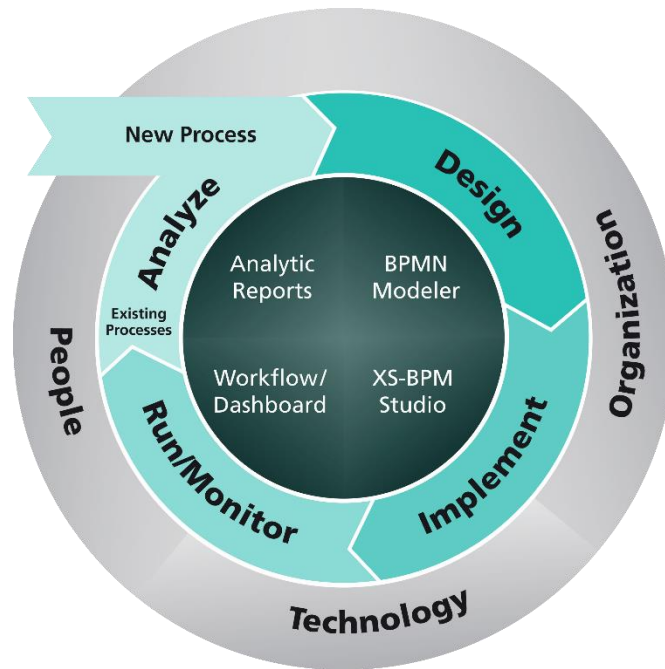 New Process
Analyze
Existing
Processes
Design
Implement
Run/Monitor
Analytic
Reports
BPMN
Modeler
Workflow/
Dashboard
XS-BPM
Studio
People
Organization
Technology